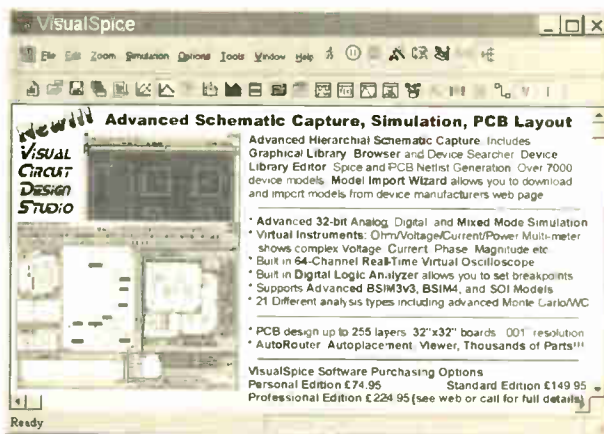 VisualSpice
File Edit Zoom Simulation Options Tools Window Help
New!!!
Advanced Schematic Capture, Simulation, PCB Layout
VISUAL
CIRCUIT
DESIGN
STUDIO
Advanced Hierarchial Schematic Capture. Includes
Graphical Library Browser and Device Searcher. Device
Library Editor. Spice and PCB Netlist Generation. Over 7000
device models. Model Import Wizard allows you to download
and import models from device manufacturers web page
* Advanced 32-bit Analog, Digital, and Mixed Mode Simulation
* Virtual Instruments: Ohm/Voltage/Current/Power Multi-meter
shows complex Voltage, Current, Phase, Magnitude etc.
* Built in 64-Channel Real-Time Virtual Oscilloscope
* Built in Digital Logic Analyzer allows you to set breakpoints
* Supports Advanced BSIM3v3, BSIM4, and SOI Models
* 21 Different analysis types including advanced Monte Carlo/WC
* PCB design up to 255 layers 32"x32" boards .001" resolution
* AutoRouter Autoplacement Viewer, Thousands of Parts!!!
VisualSpice Software Purchasing Options
Personal Edition £74.95 Standard Edition £149.95
Professional Edition £224.95 (see web or call for full details)
Ready